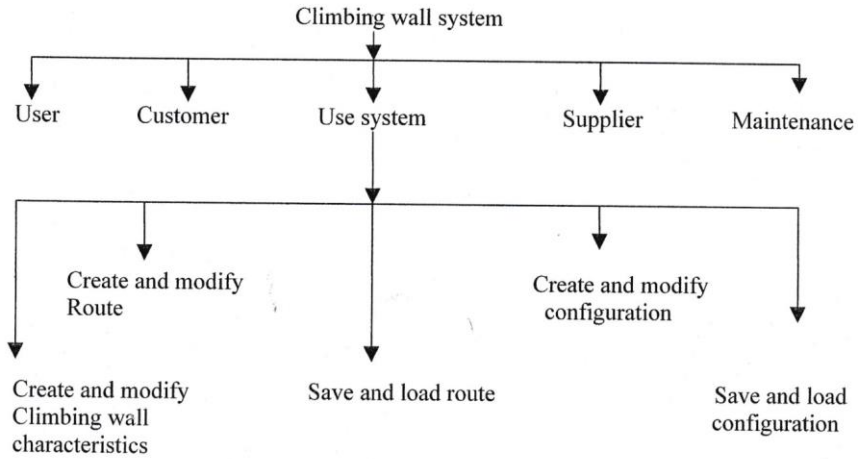 Climbing wall system
User
Customer
Use system
Supplier
Maintenance
Create and modify
Route
Create and modify
configuration
Create and modify
Climbing wall
characteristics
Save and load route
Save and load
configuration